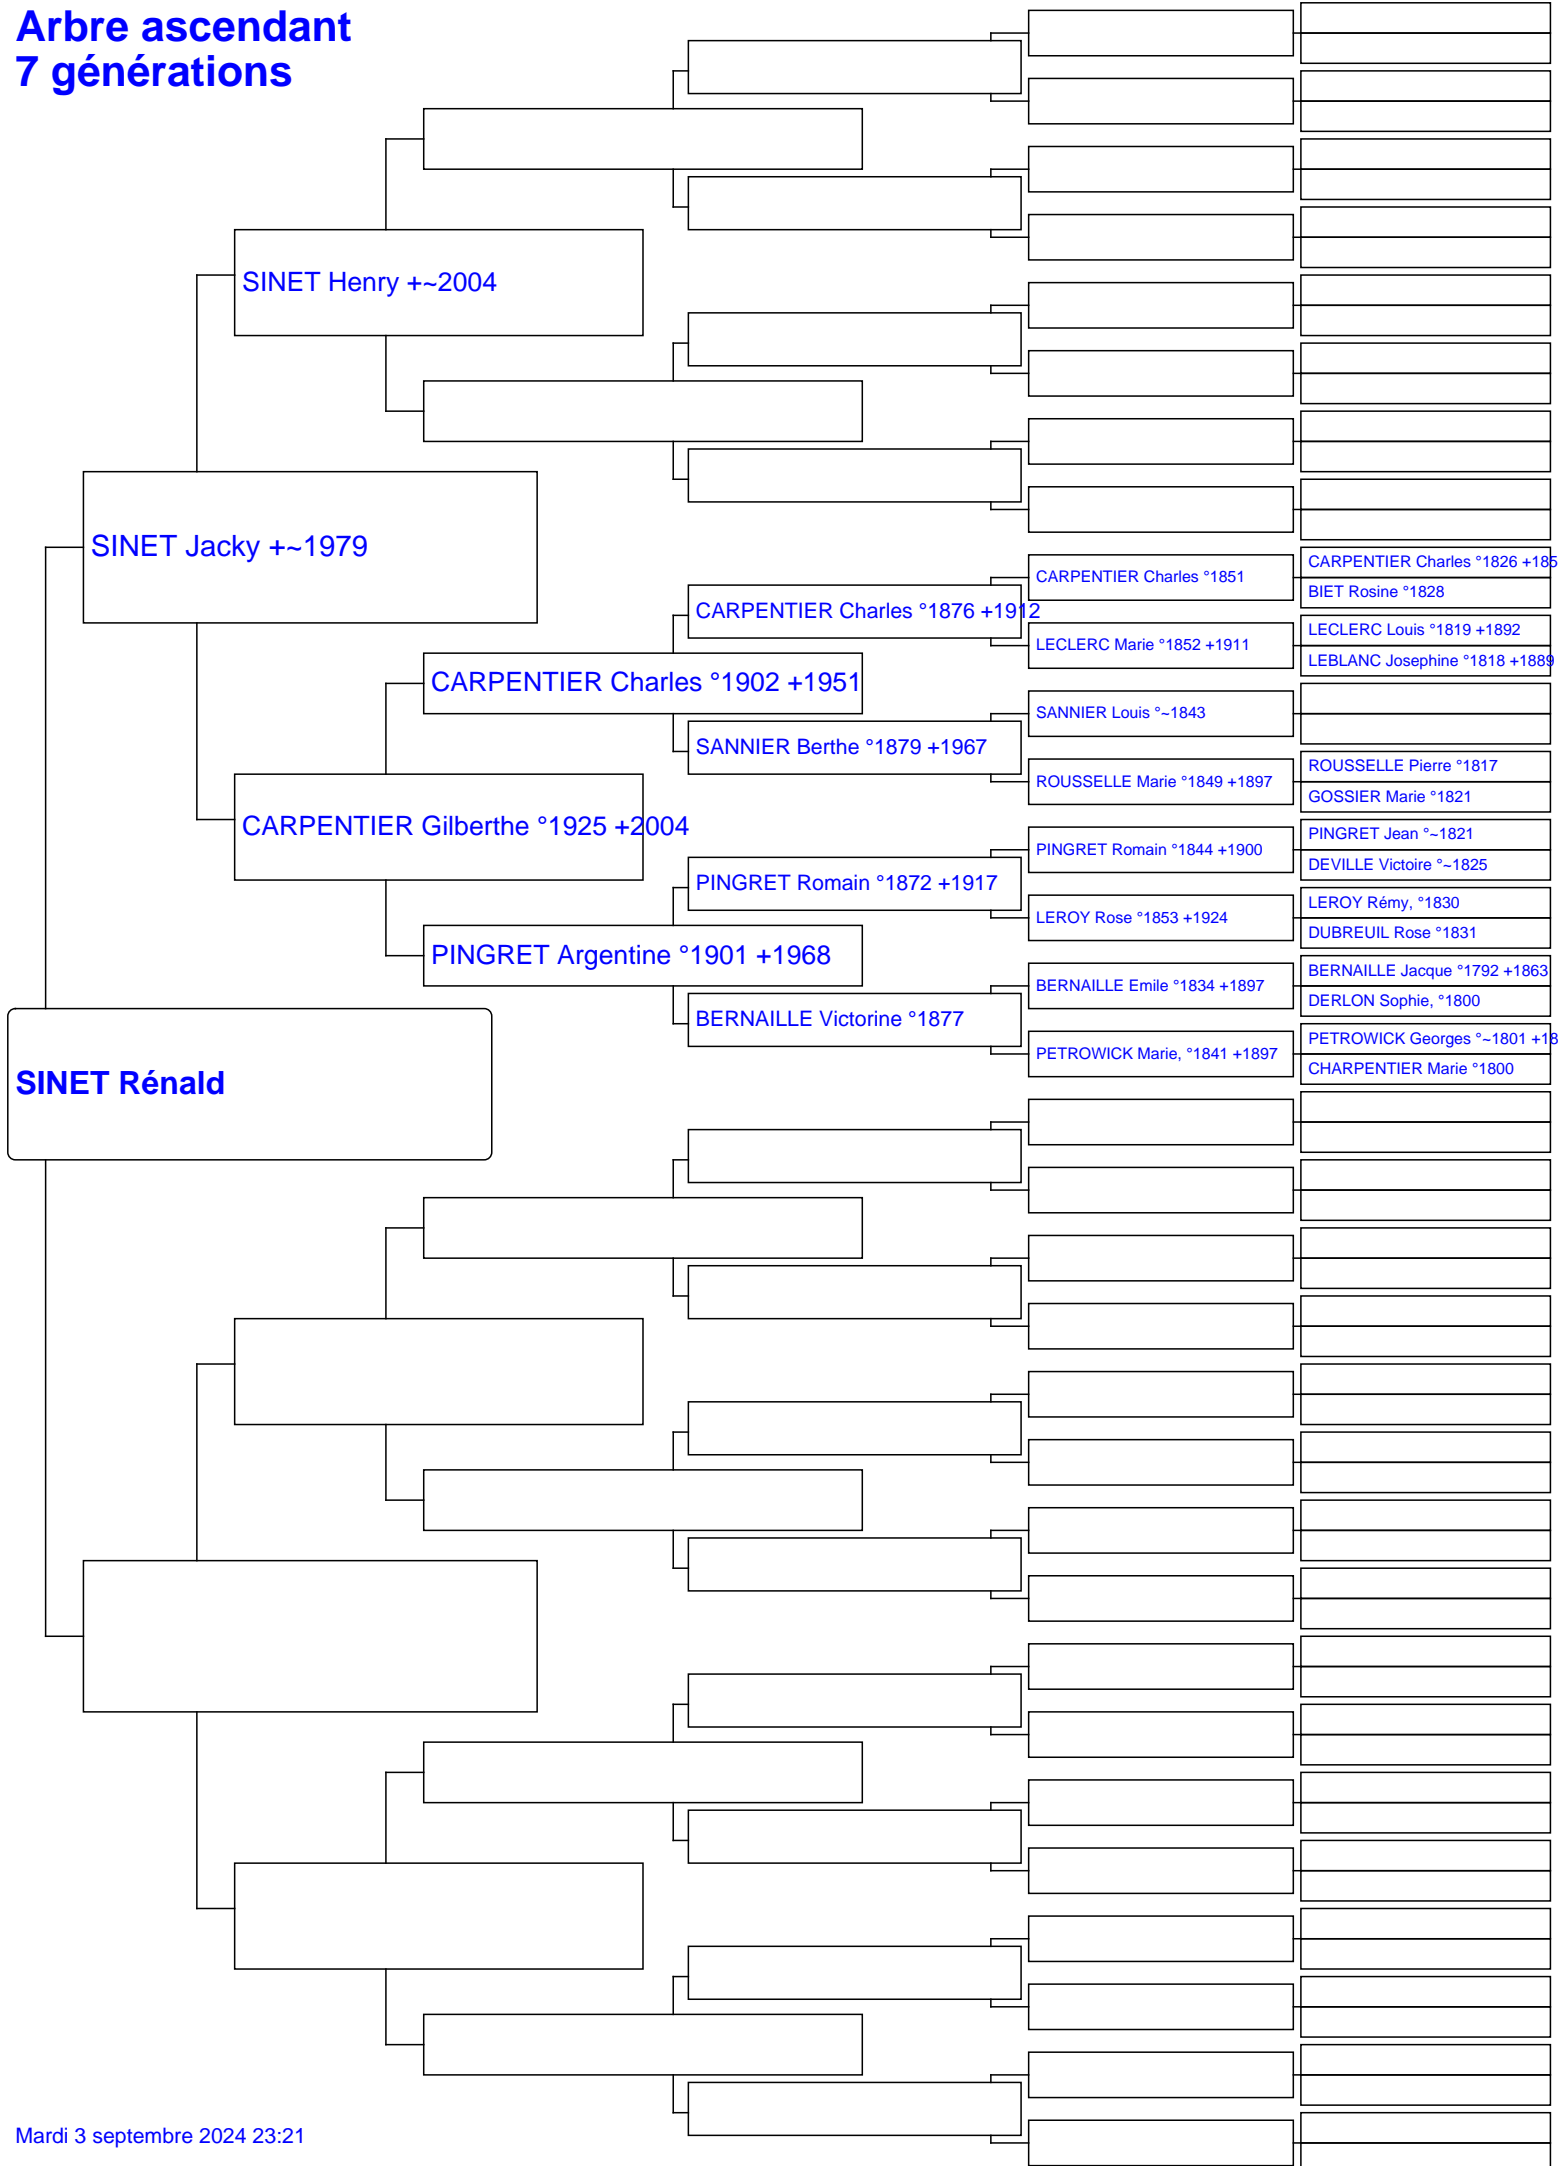 Arbre ascendant
7 générations
SINET Henry +~2004
SINET Jacky +~1979
CARPENTIER Charles °1826 +185
CARPENTIER Charles °1851
BIET Rosine °1828
CARPENTIER Charles °1876 +1912
LECLERC Louis °1819 +1892
LECLERC Marie °1852 +1911
LEBLANC Josephine °1818 +1889
CARPENTIER Charles °1902 +1951
SANNIER Louis °~1843
SANNIER Berthe °1879 +1967
ROUSSELLE Pierre °1817
ROUSSELLE Marie °1849 +1897
GOSSIER Marie °1821
CARPENTIER Gilberthe °1925 +2004
PINGRET Jean °~1821
PINGRET Romain °1844 +1900
DEVILLE Victoire °~1825
PINGRET Romain °1872 +1917
LEROY Rémy, °1830
LEROY Rose °1853 +1924
DUBREUIL Rose °1831
PINGRET Argentine °1901 +1968
BERNAILLE Jacque °1792 +1863
BERNAILLE Emile °1834 +1897
DERLON Sophie, °1800
BERNAILLE Victorine °1877
PETROWICK Georges °~1801 +18
PETROWICK Marie, °1841 +1897
CHARPENTIER Marie °1800
SINET Rénald
Mardi 3 septembre 2024 23:21